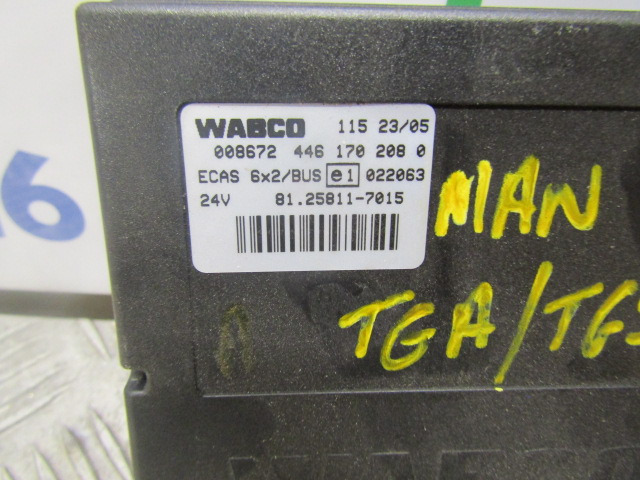 WABCO 115 23/05
008672 446 170 208 0
ECAS 6x2/BUS e1 022063
24V 81.25811-7015
MAN
TGA/TGS